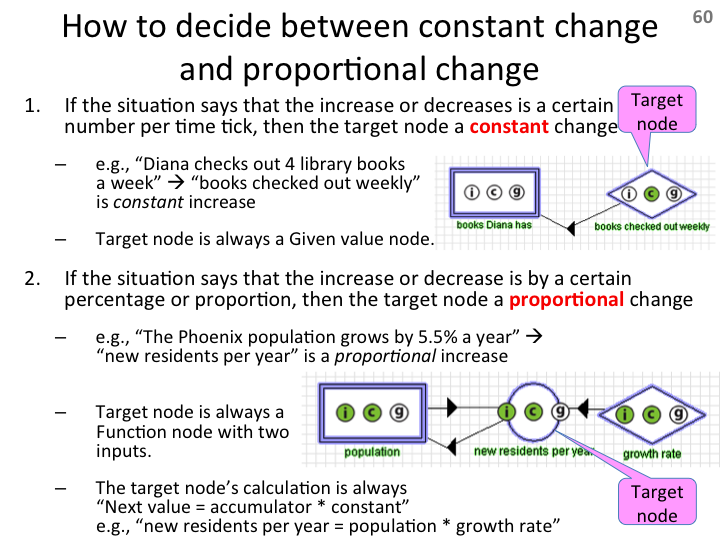 60
How to decide between constant change
and proportional change
1. If the situation says that the increase or decreases is a certain
number per time tick, then the target node a constant change
Target
node
– e.g., “Diana checks out 4 library books
a week” → “books checked out weekly”
is constant increase
i c g
i c g
books Diana has
books checked out weekly
– Target node is always a Given value node.
2. If the situation says that the increase or decrease is by a certain
percentage or proportion, then the target node a proportional change
– e.g., “The Phoenix population grows by 5.5% a year” →
“new residents per year” is a proportional increase
– Target node is always a
Function node with two
inputs.
i c g
i c g
i c g
population
new residents per yea
growth rate
– The target node’s calculation is always
“Next value = accumulator * constant”
e.g., “new residents per year = population * growth rate”
Target
node